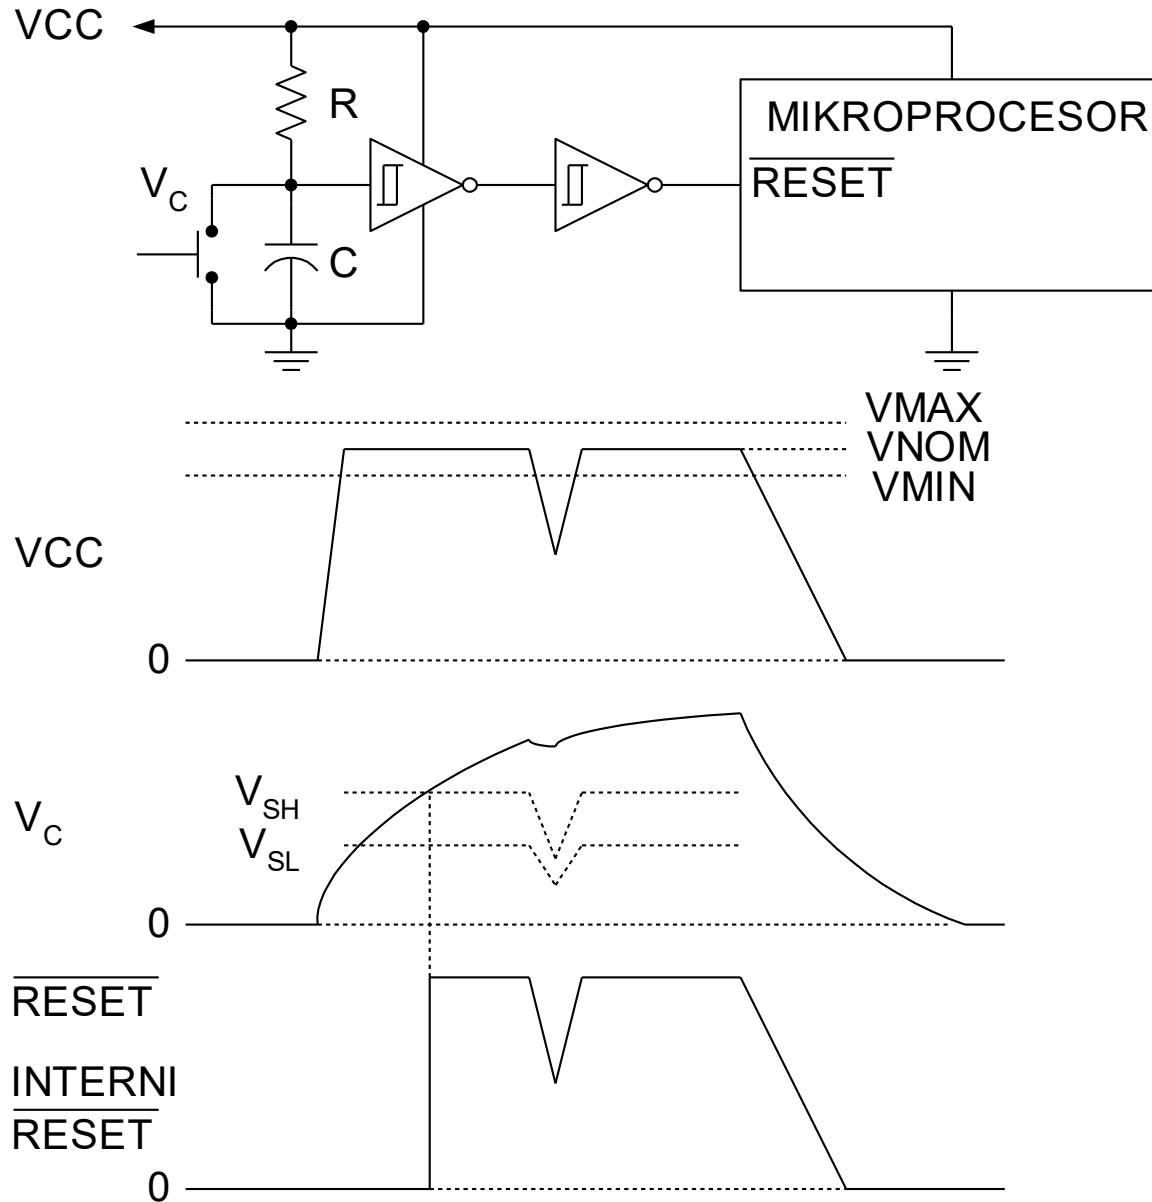 VCC
R
MIKROPROCESOR
RESET
VC
C
VMAX
VNOM
VMIN
VCC
0
VSH
VC
VSL
0
RESET
INTERNI
RESET
0